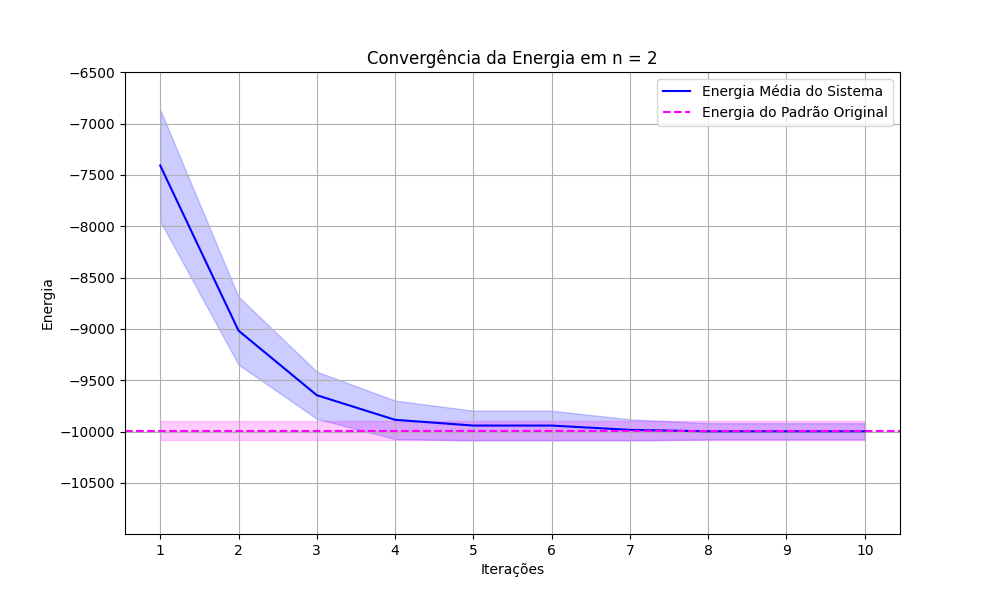 Convergência da Energia em n = 2
Energia Média do Sistema
Energia do Padrão Original
Energia
−6500
−7000
−7500
−8000
−8500
−9000
−9500
−10000
−10500
1 2 3 4 5 6 7 8 9 10
Iterações